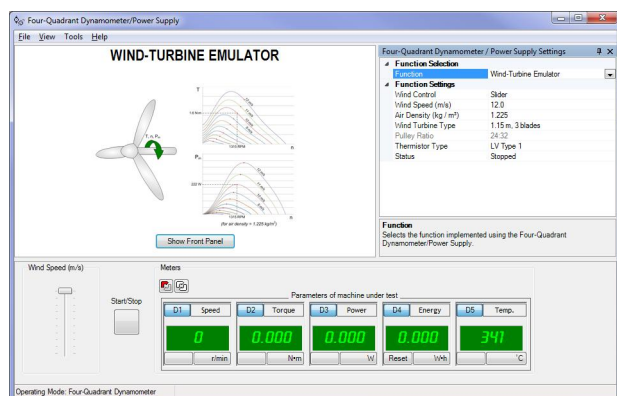 Four-Quadrant Dynamometer/Power Supply
File View Tools Help
WIND-TURBINE EMULATOR
T
n
T, n, Pm
Pm
n
(for air density = 1.225 kg/m³)
Show Front Panel
Four-Quadrant Dynamometer / Power Supply Settings
Function Selection
Function Wind-Turbine Emulator
Function Settings
Wind Control Slider
Wind Speed (m/s) 12.0
Air Density (kg / m³) 1.225
Wind Turbine Type 1.15 m, 3 blades
Pulley Ratio 24:32
Thermistor Type LV Type 1
Status Stopped
Function
Selects the function implemented using the Four-Quadrant
Dynamometer/Power Supply.
Wind Speed (m/s)
Start/Stop
Meters
Parameters of machine under test
D1 Speed D2 Torque D3 Power D4 Energy D5 Temp.
0 0.000 0.000 0.000 341
r/min N•m W Reset W•h °C
Operating Mode: Four-Quadrant Dynamometer